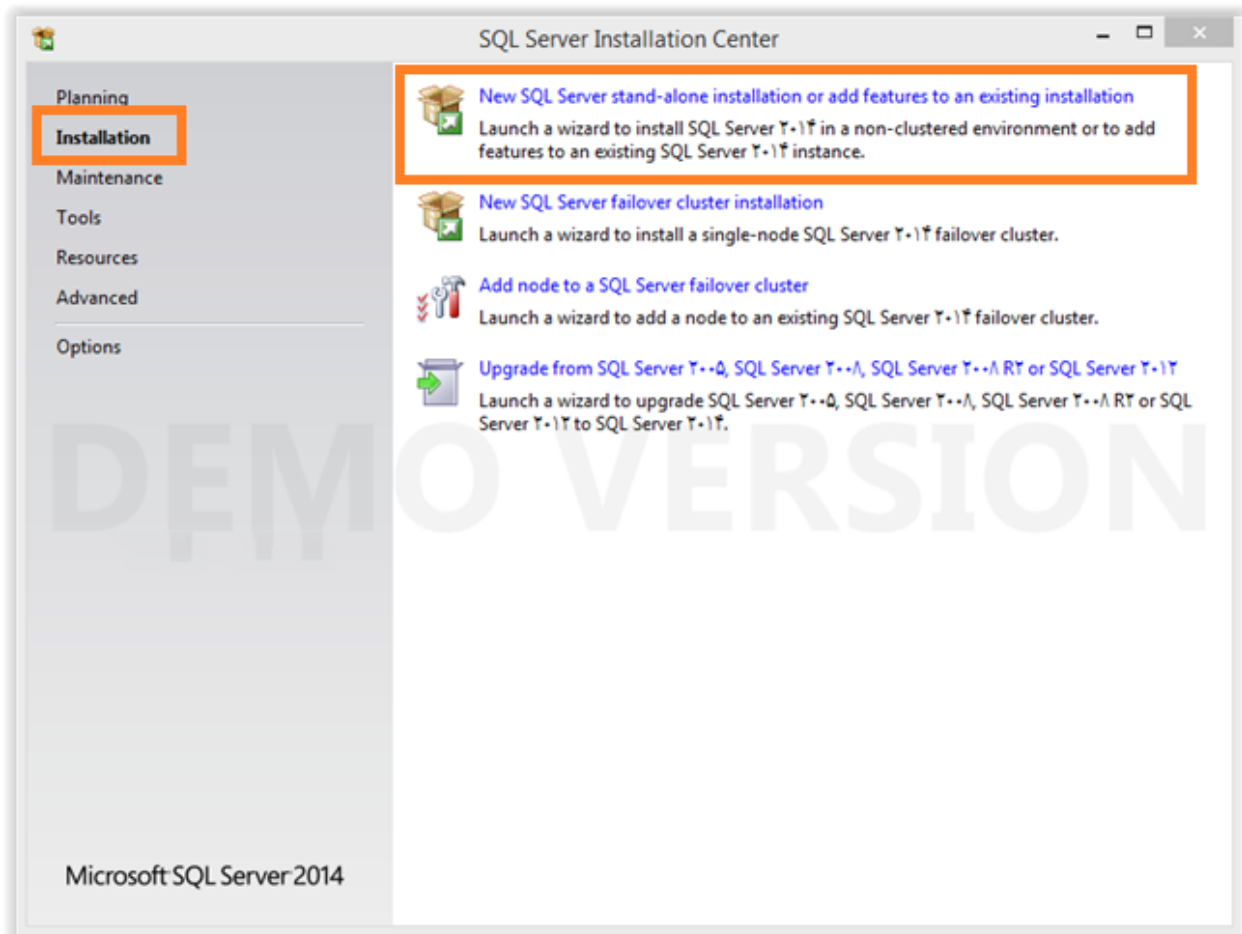 SQL Server Installation Center
Planning
Installation
Maintenance
Tools
Resources
Advanced
Options
New SQL Server stand-alone installation or add features to an existing installation
Launch a wizard to install SQL Server ۲۰۱۴ in a non-clustered environment or to add
features to an existing SQL Server ۲۰۱۴ instance.
New SQL Server failover cluster installation
Launch a wizard to install a single-node SQL Server ۲۰۱۴ failover cluster.
Add node to a SQL Server failover cluster
Launch a wizard to add a node to an existing SQL Server ۲۰۱۴ failover cluster.
Upgrade from SQL Server ۲۰۰۵, SQL Server ۲۰۰۸, SQL Server ۲۰۰۸ R۲ or SQL Server ۲۰۱۲
Launch a wizard to upgrade SQL Server ۲۰۰۵, SQL Server ۲۰۰۸, SQL Server ۲۰۰۸ R۲ or SQL
Server ۲۰۱۲ to SQL Server ۲۰۱۴.
DEMO VERSION
Microsoft SQL Server 2014